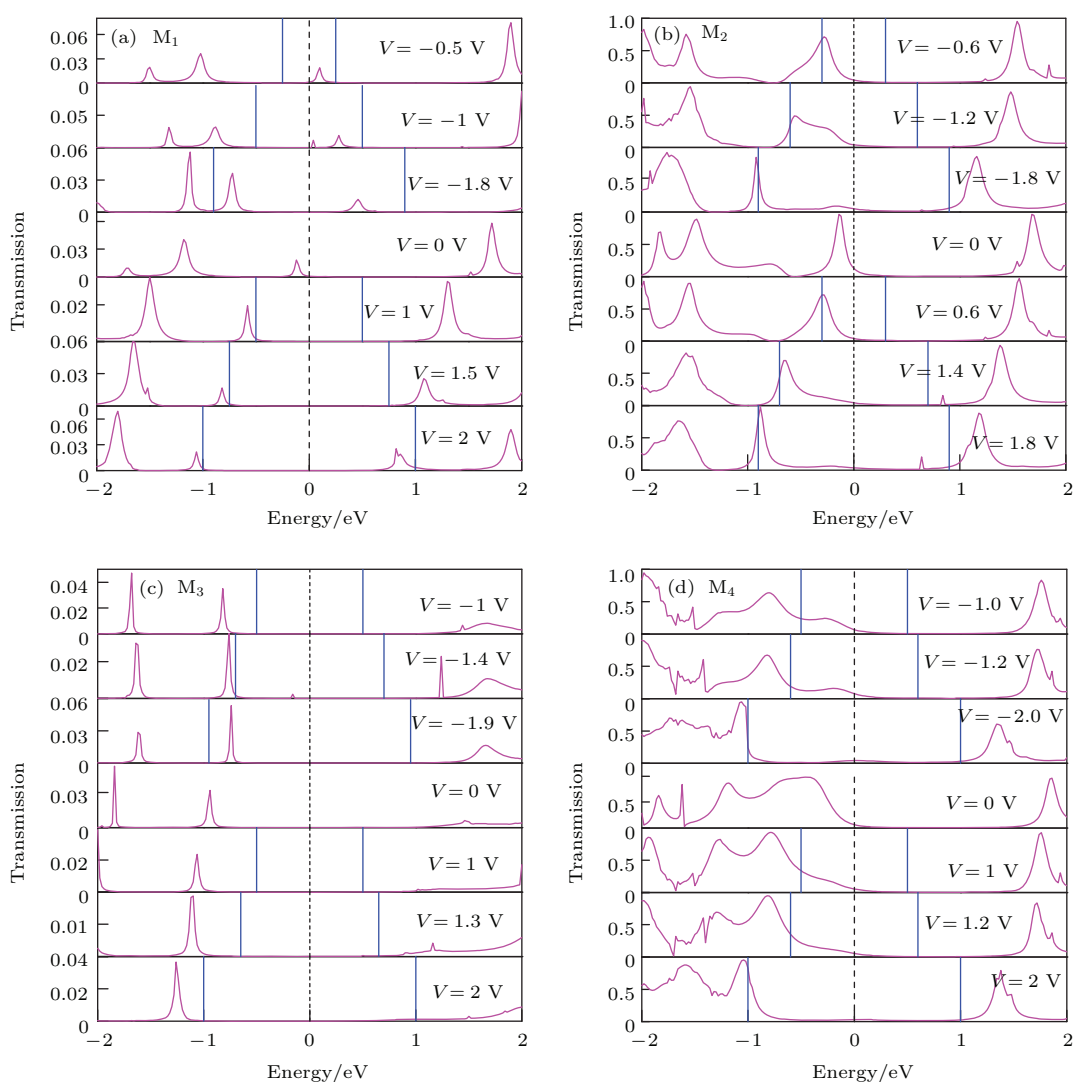 (a) M₁
V = −0.5 V
0.06
0.03
0
V = −1 V
0.05
0.06
V = −1.8 V
0.03
0
V = 0 V
0.03
0
V = 1 V
0.02
0.06
V = 1.5 V
0.03
0
V = 2 V
0
−2 −1 0 1 2
Energy/eV
Transmission
(b) M₂
1.0
V = −0.6 V
0.5
0
V = −1.2 V
0.5
0
V = −1.8 V
0.5
0
V = 0 V
0.5
0
V = 0.6 V
0.5
0
V = 1.4 V
0.5
0
V = 1.8 V
0.5
0
−2 −1 0 1 2
Energy/eV
Transmission
(c) M₃
0.04
V = −1 V
0.02
0
V = −1.4 V
0.02
0.06
0.06
V = −1.9 V
0.03
0
V = 0 V
0.03
0
V = 1 V
0.02
0
V = 1.3 V
0.01
0
0.04
V = 2 V
0.02
0
−2 −1 0 1 2
Energy/eV
Transmission
(d) M₄
1.0
V = −1.0 V
0.5
0
V = −1.2 V
0.5
0
V = −2.0 V
0.5
0
V = 0 V
0.5
0
V = 1 V
0.5
0
V = 1.2 V
0.5
0
V = 2 V
0.5
0
−2 −1 0 1 2
Energy/eV
Transmission